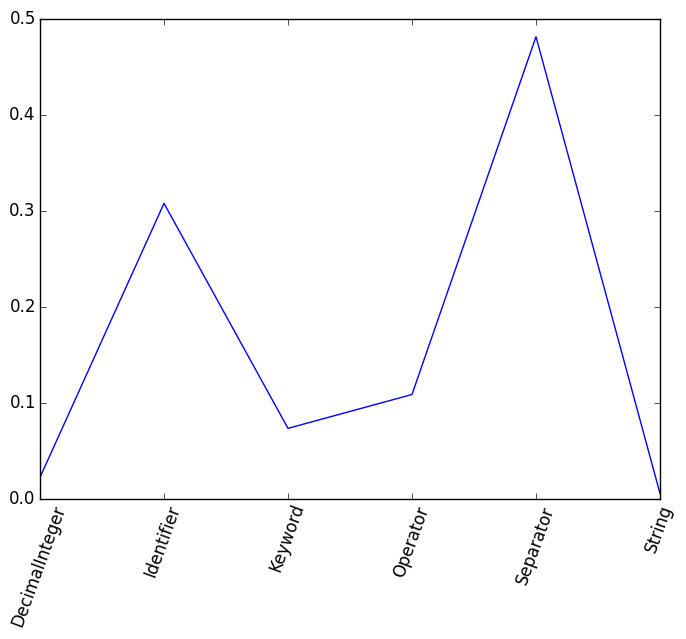 0.5
0.4
0.3
0.2
0.1
0.0
DecimalInteger
Identifier
Keyword
Operator
Separator
String